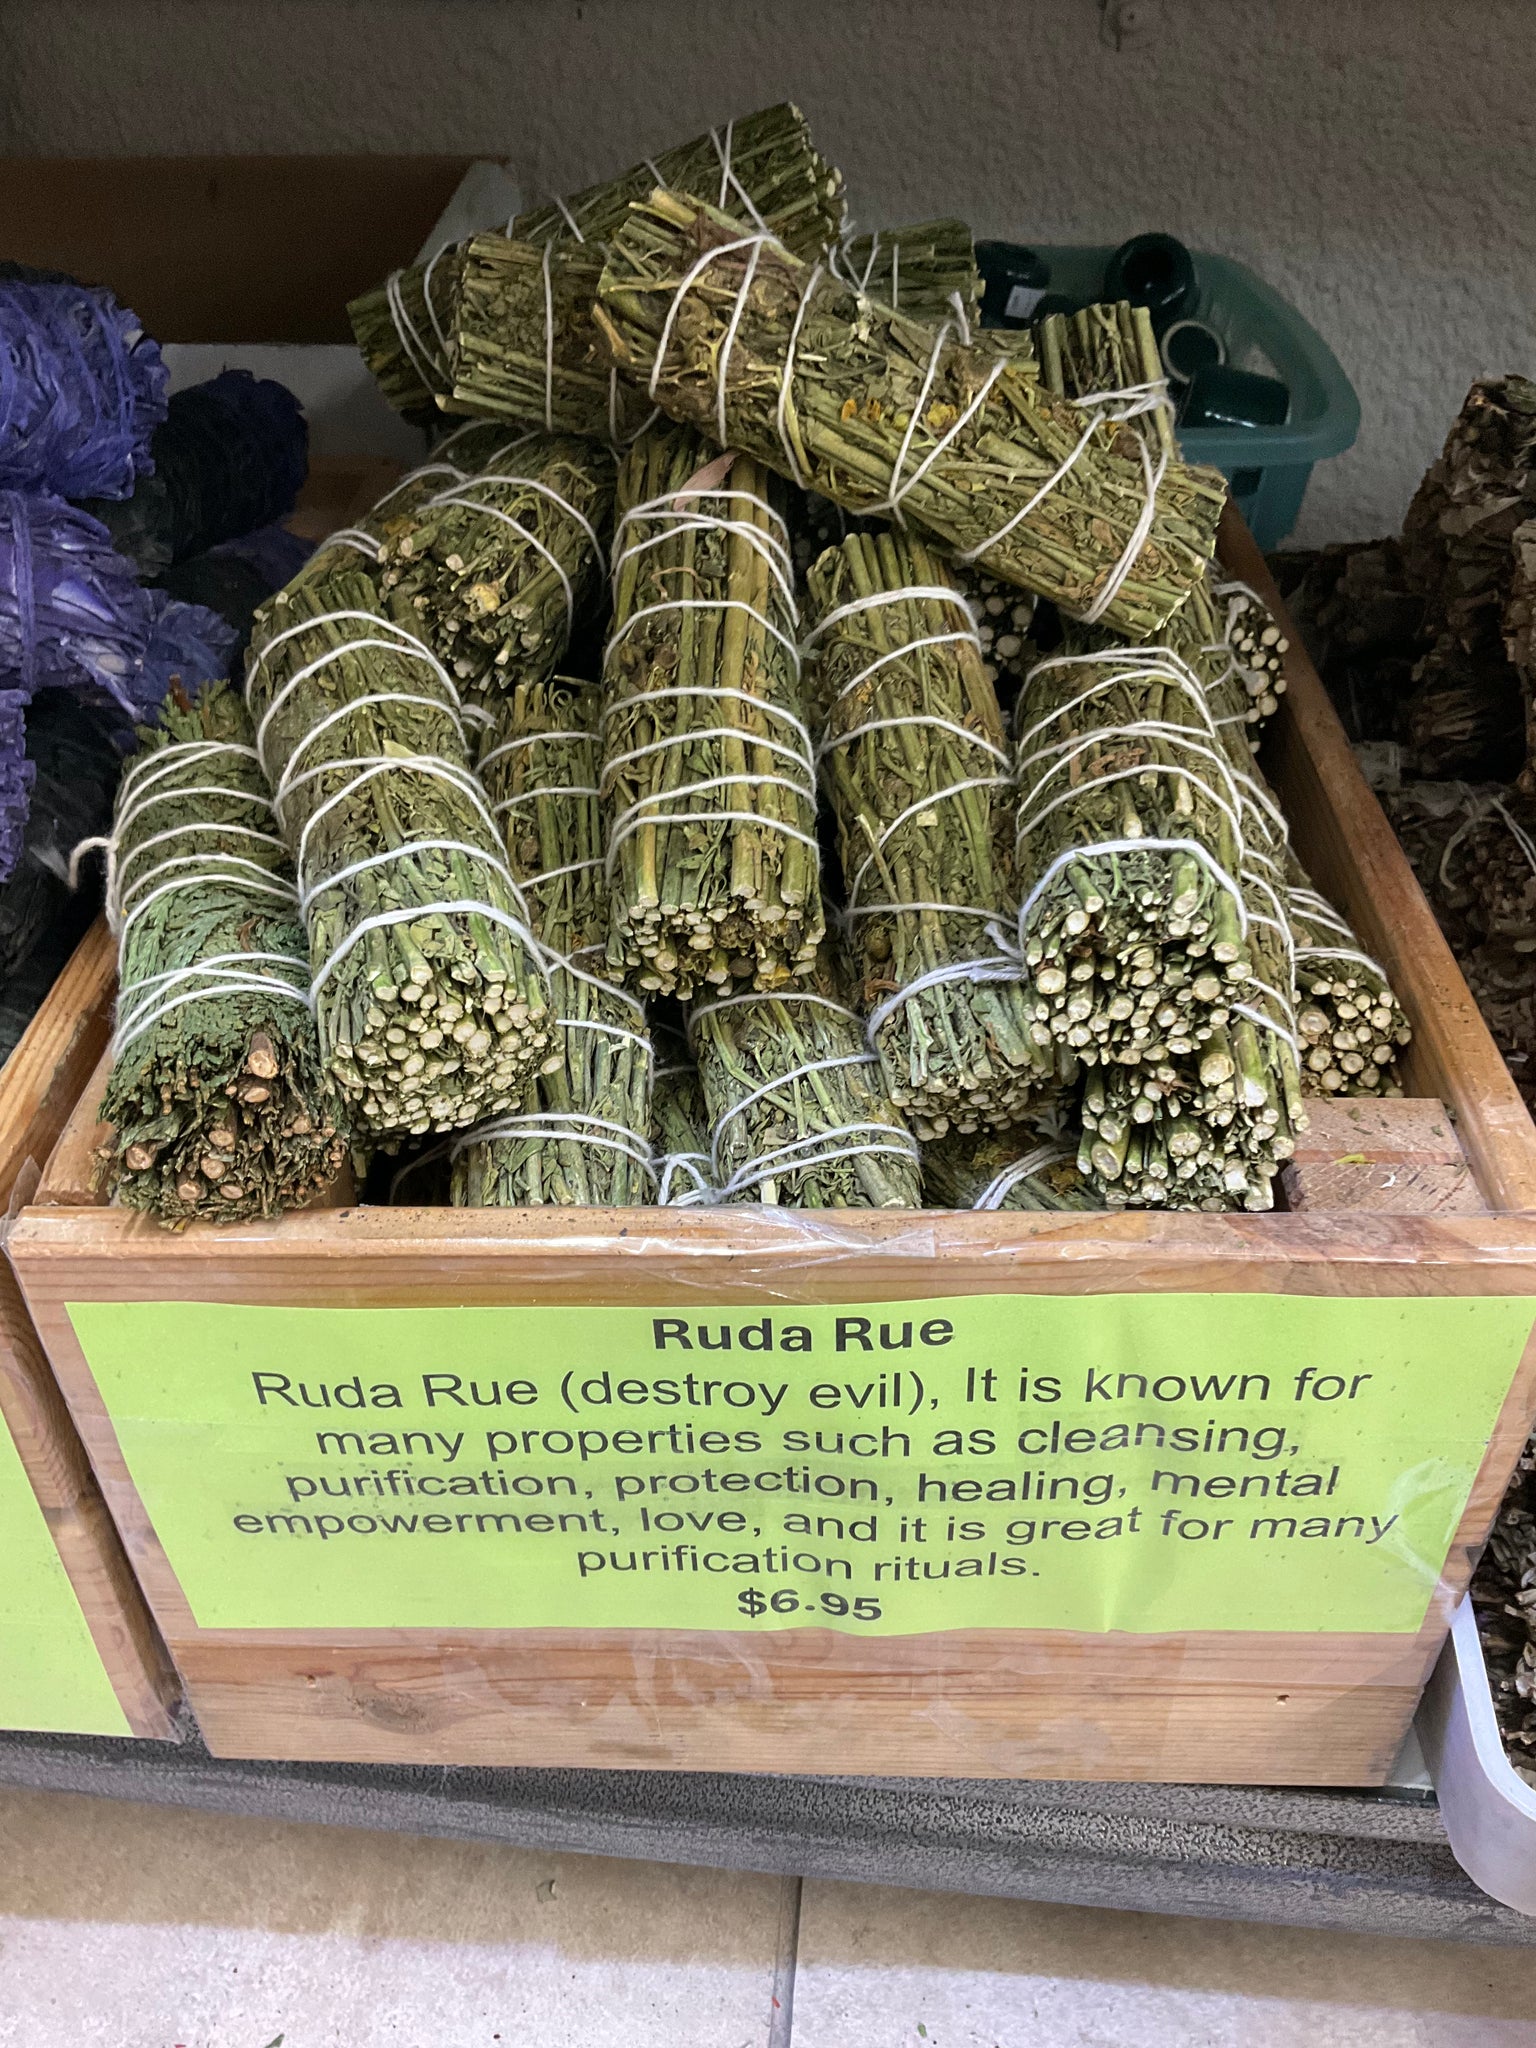 Ruda Rue
Ruda Rue (destroy evil), It is known for
many properties such as cleansing,
purification, protection, healing, mental
empowerment, love, and it is great for many
purification rituals.
$6.95